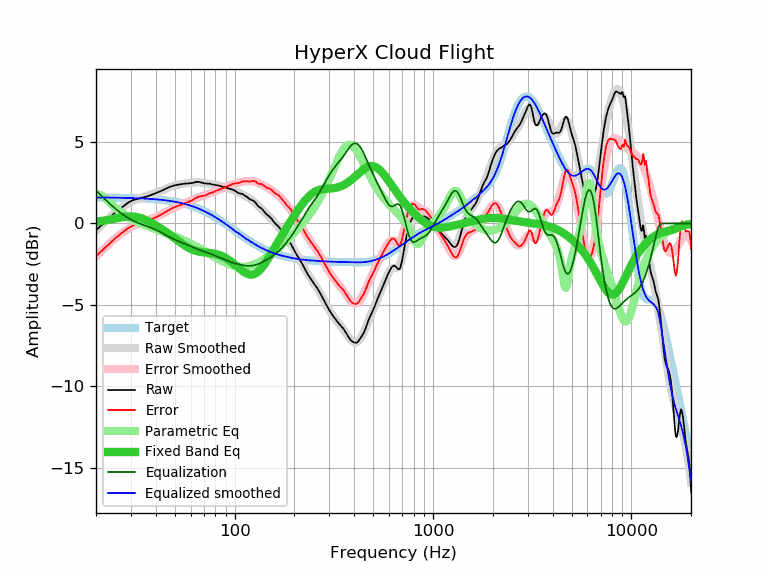 HyperX Cloud Flight
Amplitude (dBr)
5
0
−5
−10
−15
Target
Raw Smoothed
Error Smoothed
Raw
Error
Parametric Eq
Fixed Band Eq
Equalization
Equalized smoothed
100 1000 10000
Frequency (Hz)